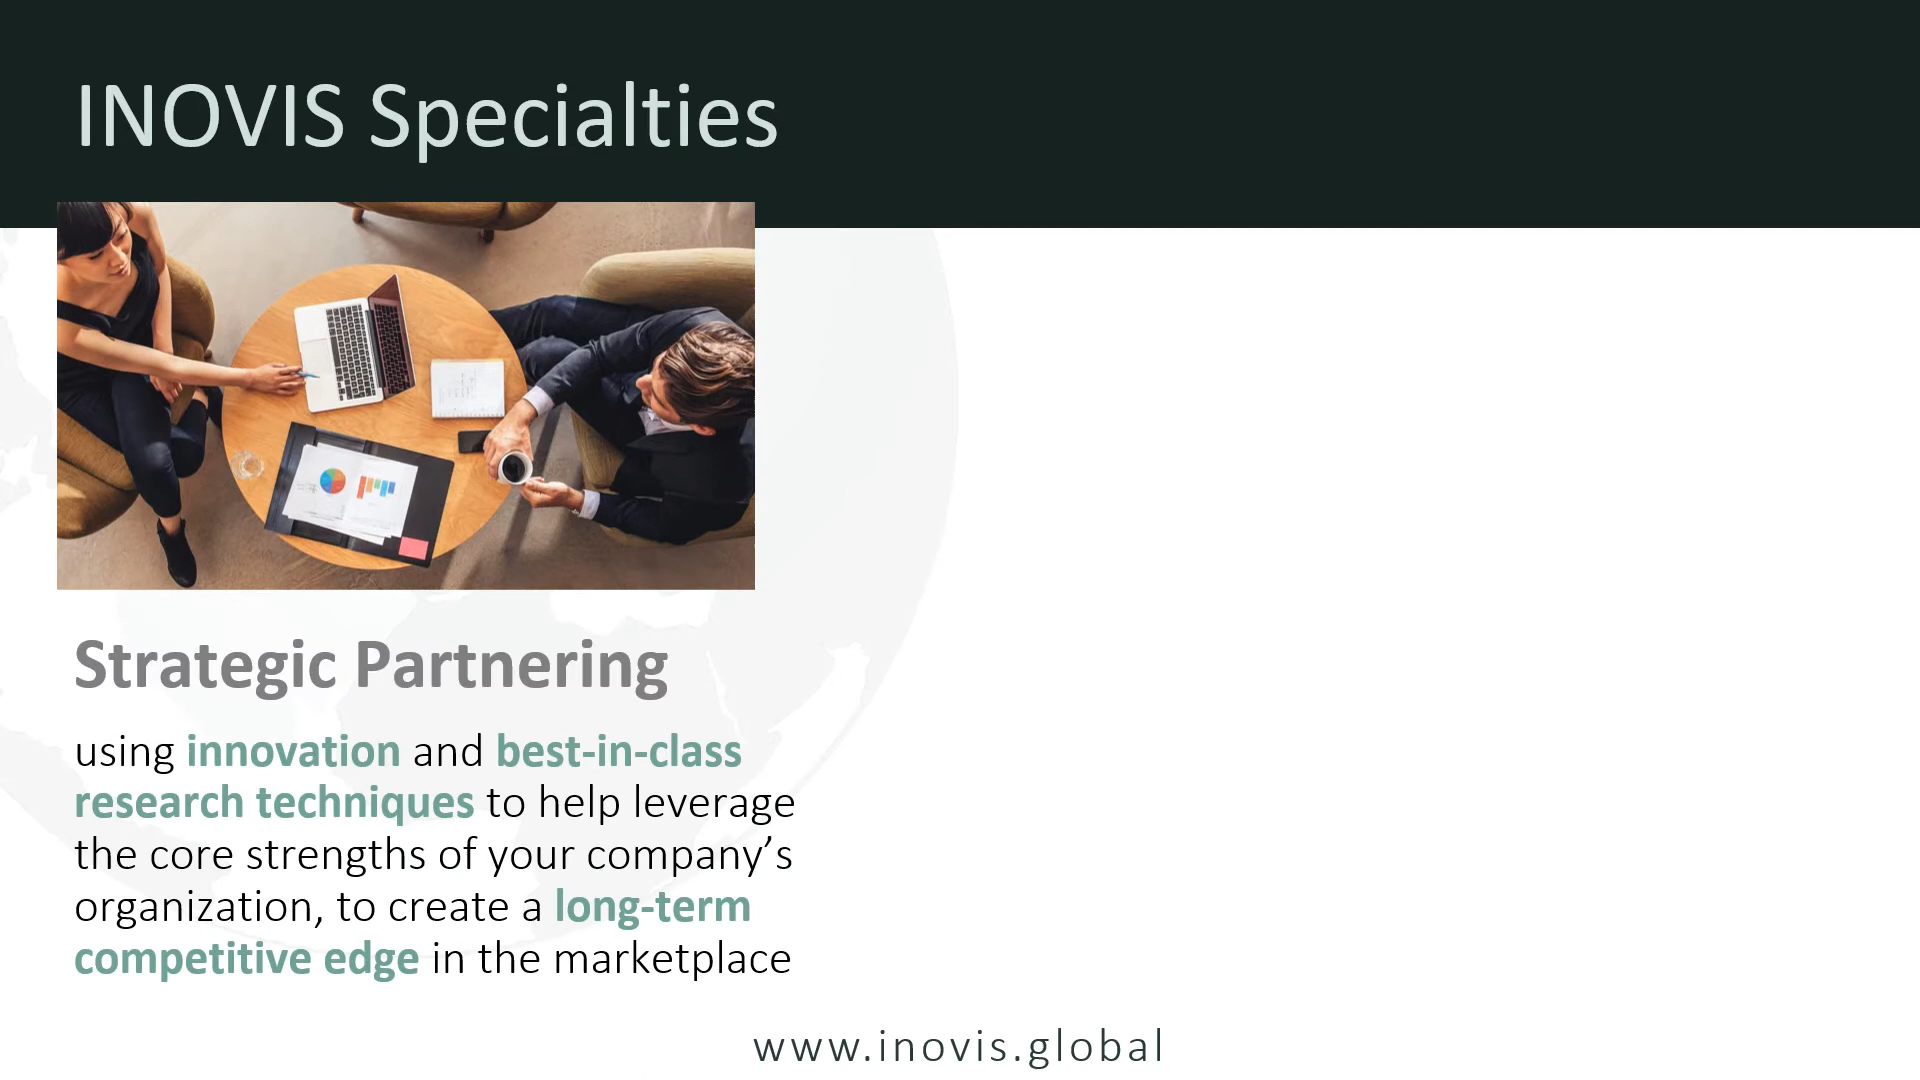 INOVIS Specialties
Strategic Partnering
using innovation and best-in-class
research techniques to help leverage
the core strengths of your company’s
organization, to create a long-term
competitive edge in the marketplace
www.inovis.global